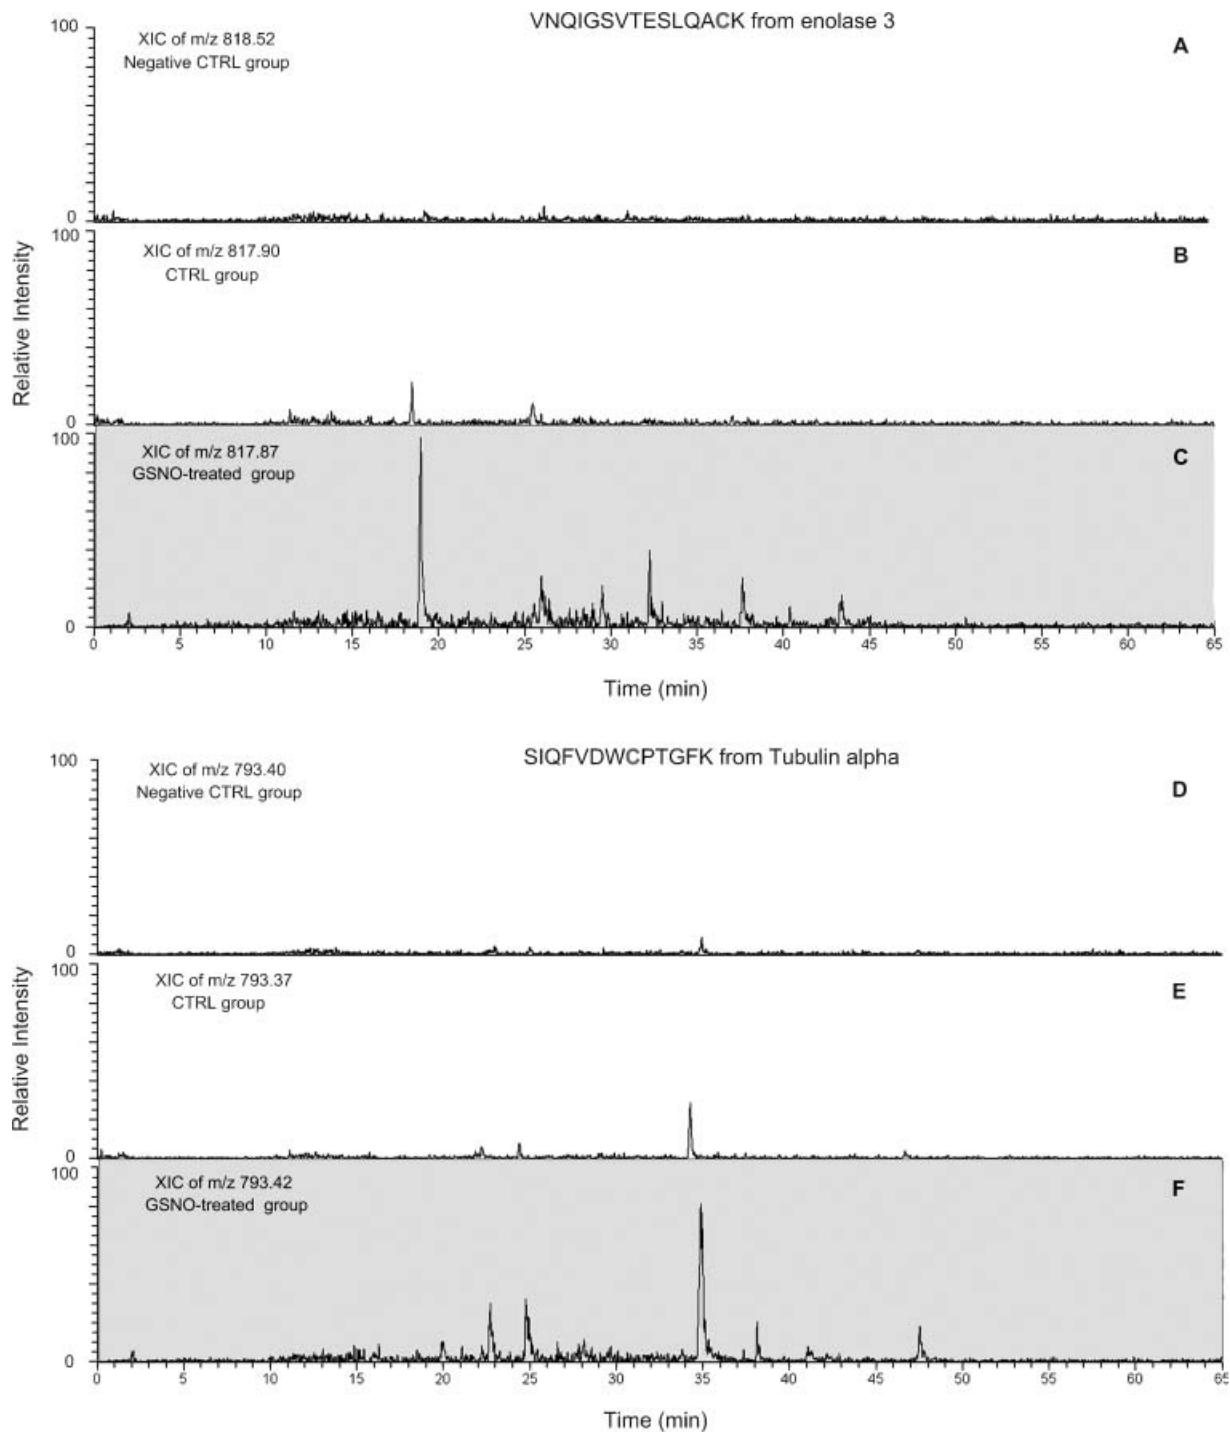 VNQIGSVTESLQACK from enolase 3
100
XIC of m/z 818.52
Negative CTRL group
A
0
100
XIC of m/z 817.90
CTRL group
B
0
100
XIC of m/z 817.87
GSNO-treated group
C
0
Relative Intensity
0 5 10 15 20 25 30 35 40 45 50 55 60 65
Time (min)
SIQFVDWCPTGFK from Tubulin alpha
100
XIC of m/z 793.40
Negative CTRL group
D
0
100
XIC of m/z 793.37
CTRL group
E
0
100
XIC of m/z 793.42
GSNO-treated group
F
0
Relative Intensity
0 5 10 15 20 25 30 35 40 45 50 55 60 65
Time (min)